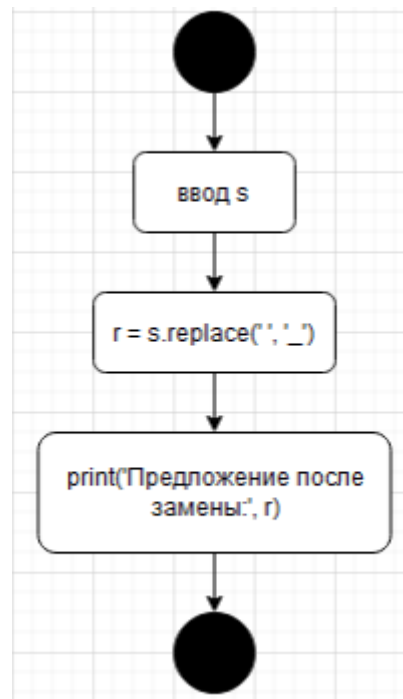 ввод s
r = s.replace(' ', '_')
print('Предложение после
замены:', r)